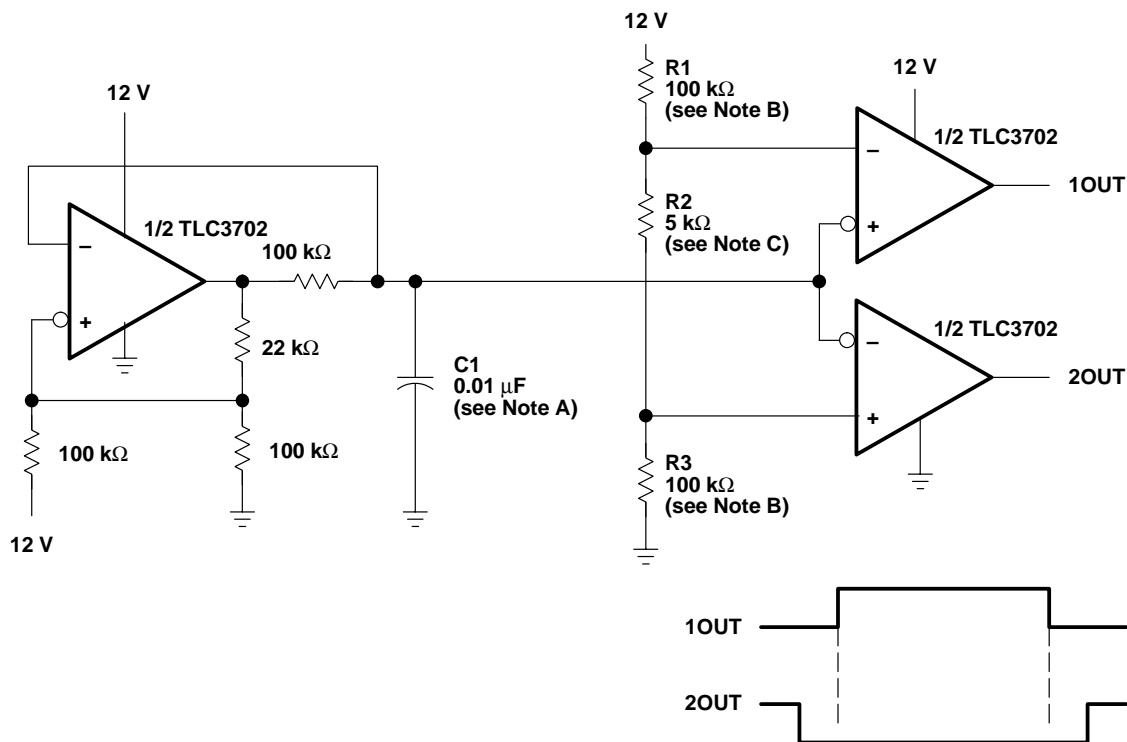 12 V
12 V
R1
100 kΩ
(see Note B)
12 V
1/2 TLC3702
−
+
1OUT
1/2 TLC3702
−
+
100 kΩ
R2
5 kΩ
(see Note C)
22 kΩ
C1
0.01 μF
(see Note A)
1/2 TLC3702
−
+
2OUT
100 kΩ
100 kΩ
12 V
R3
100 kΩ
(see Note B)
1OUT
2OUT